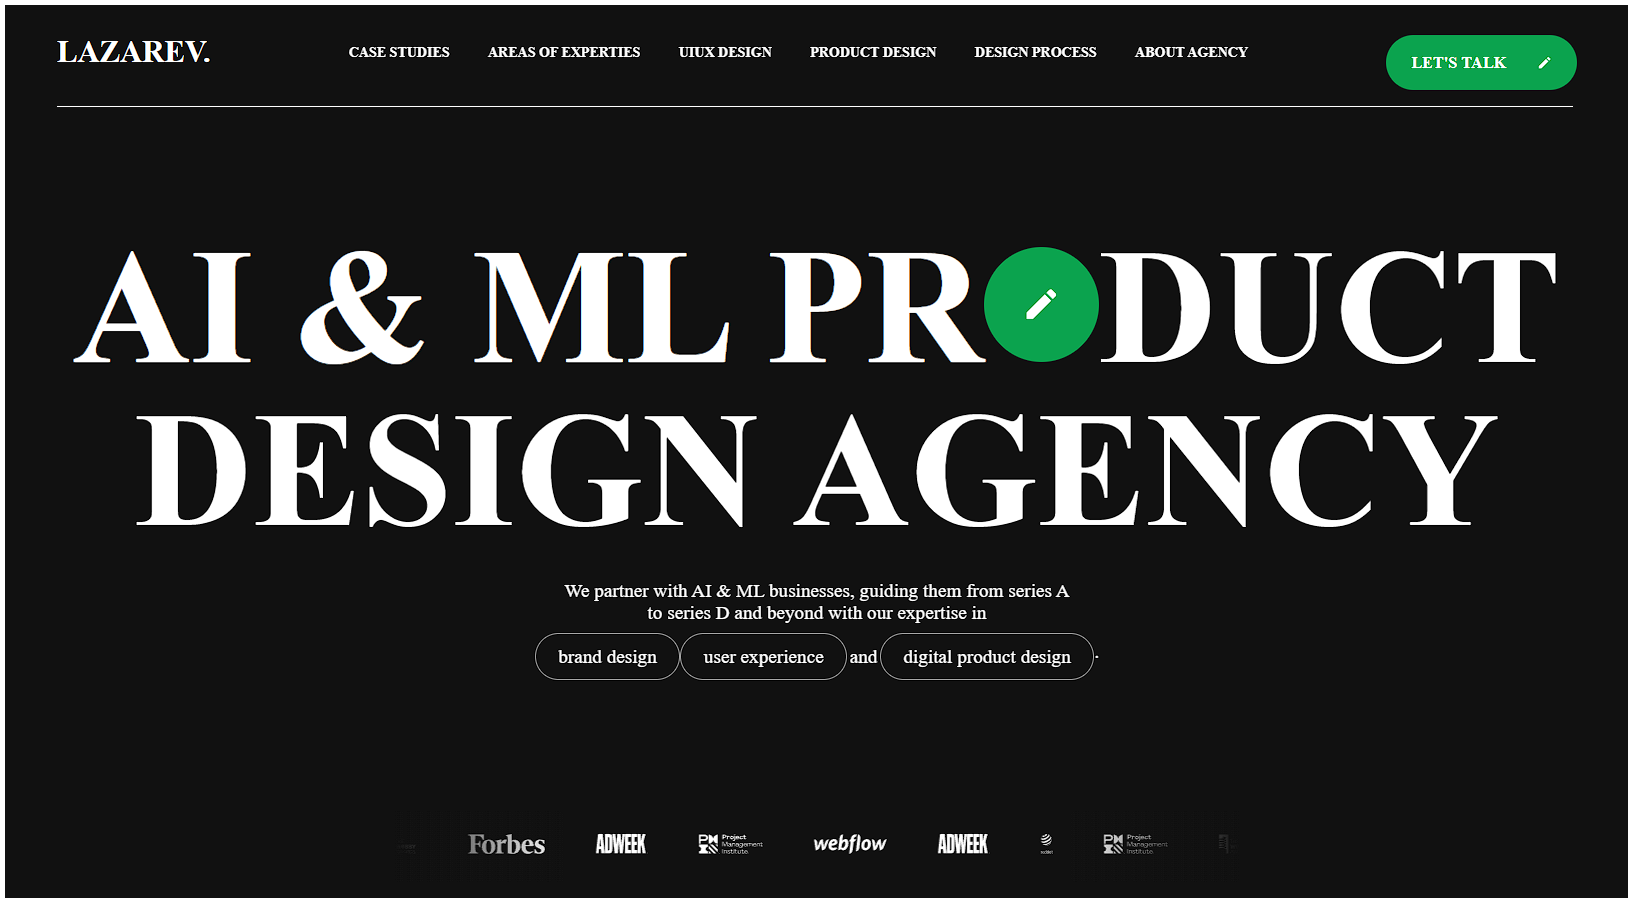 LAZAREV.
CASE STUDIES
AREAS OF EXPERTIES
UIUX DESIGN
PRODUCT DESIGN
DESIGN PROCESS
ABOUT AGENCY
LET'S TALK
AI & ML PR DUCT
DESIGN AGENCY
We partner with AI & ML businesses, guiding them from series A
to series D and beyond with our expertise in
brand design user experience and digital product design .
Forbes
ADWEEK
Project
Management
Institute.
webflow
ADWEEK
reddot
Project
Management
Institute.